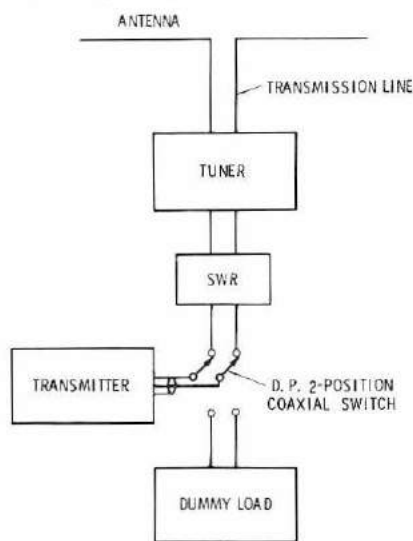 ANTENNA
TRANSMISSION LINE
TUNER
SWR
TRANSMITTER
D. P. 2-POSITION
COAXIAL SWITCH
DUMMY LOAD